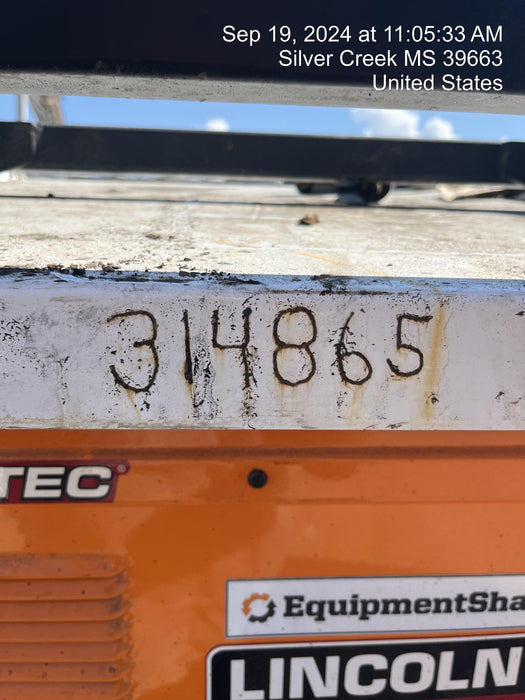 Sep 19, 2024 at 11:05:33 AM
Silver Creek MS 39663
United States
314865
TEC®
EquipmentSha
LINCOLN